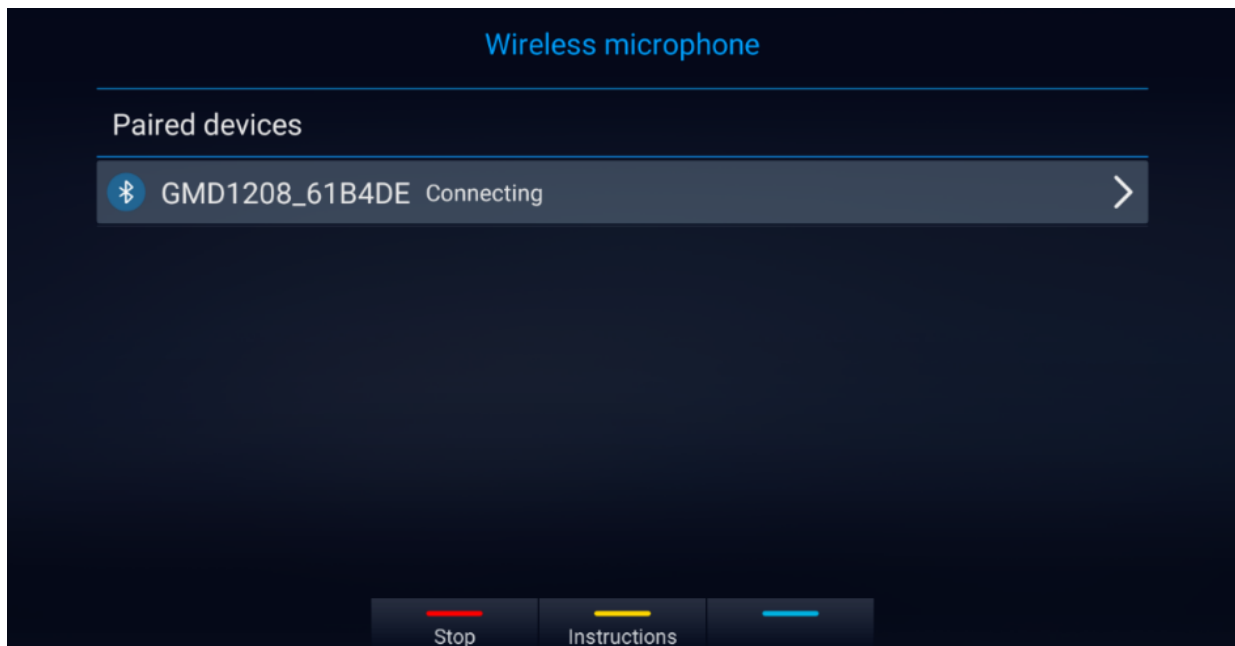 Wireless microphone
Paired devices
GMD1208_61B4DE Connecting
Stop Instructions